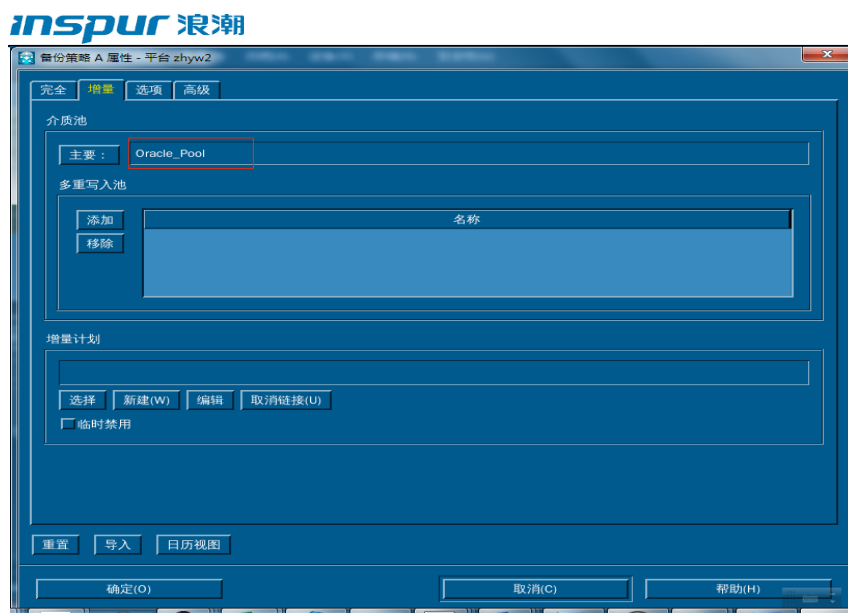 inspur 浪潮
备份策略 A 属性 - 平台 zhyw2
完全 增量 选项 高级
介质池
主要： Oracle_Pool
多重写入池
添加 名称
移除
增量计划
选择 新建(W) 编辑 取消链接(U)
临时禁用
重置 导入 日历视图
确定(O) 取消(C) 帮助(H)